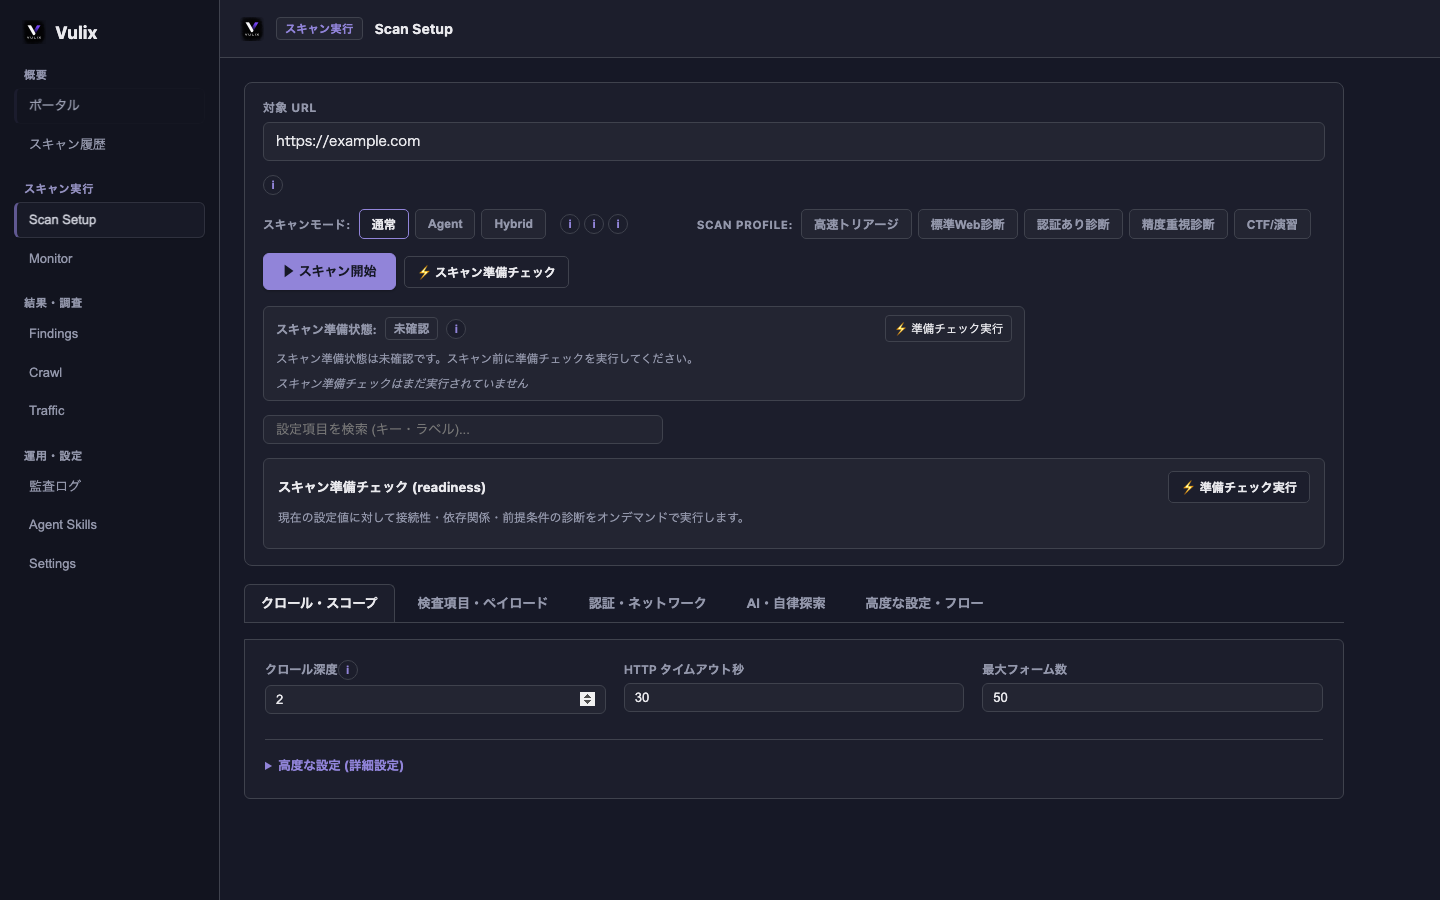 Vulix
概要
ポータル
スキャン履歴
スキャン実行
Scan Setup
Monitor
結果・調査
Findings
Crawl
Traffic
運用・設定
監査ログ
Agent Skills
Settings
スキャン実行 Scan Setup
対象 URL
https://example.com
i
スキャンモード: 通常 Agent Hybrid i i i SCAN PROFILE: 高速トリアージ 標準Web診断 認証あり診断 精度重視診断 CTF/演習
▶ スキャン開始 ⚡ スキャン準備チェック
スキャン準備状態: 未確認 i ⚡ 準備チェック実行
スキャン準備状態は未確認です。スキャン前に準備チェックを実行してください。
スキャン準備チェックはまだ実行されていません
設定項目を検索 (キー・ラベル)...
スキャン準備チェック (readiness) ⚡ 準備チェック実行
現在の設定値に対して接続性・依存関係・前提条件の診断をオンデマンドで実行します。
クロール・スコープ 検査項目・ペイロード 認証・ネットワーク AI・自律探索 高度な設定・フロー
クロール深度 i HTTP タイムアウト秒 最大フォーム数
2 30 50
▶ 高度な設定 (詳細設定)